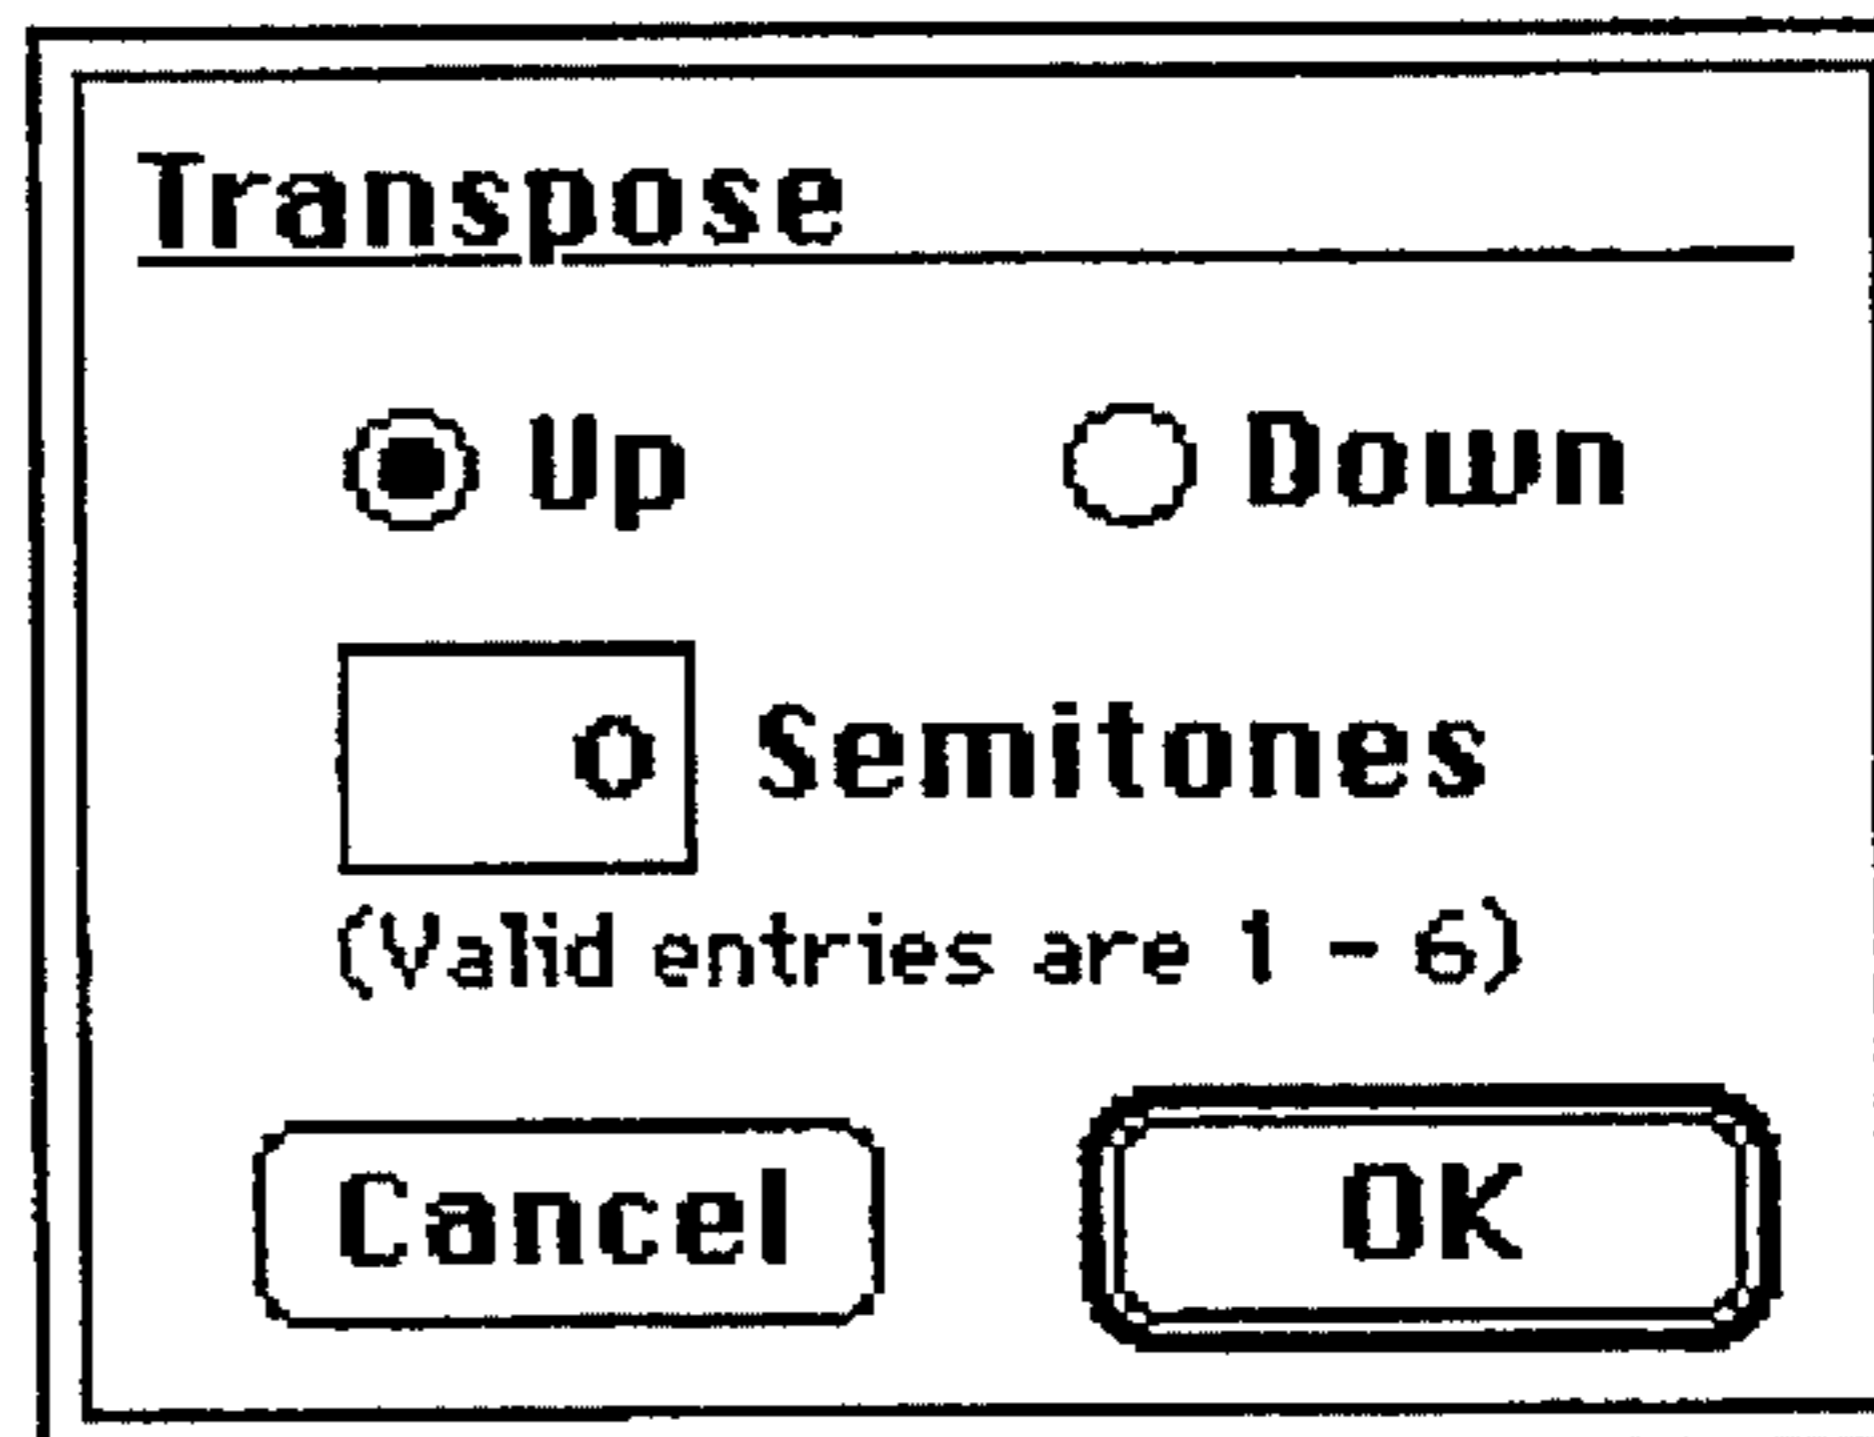 Transpose
Up Down
0 Semitones
(Valid entries are 1 - 6)
Cancel OK